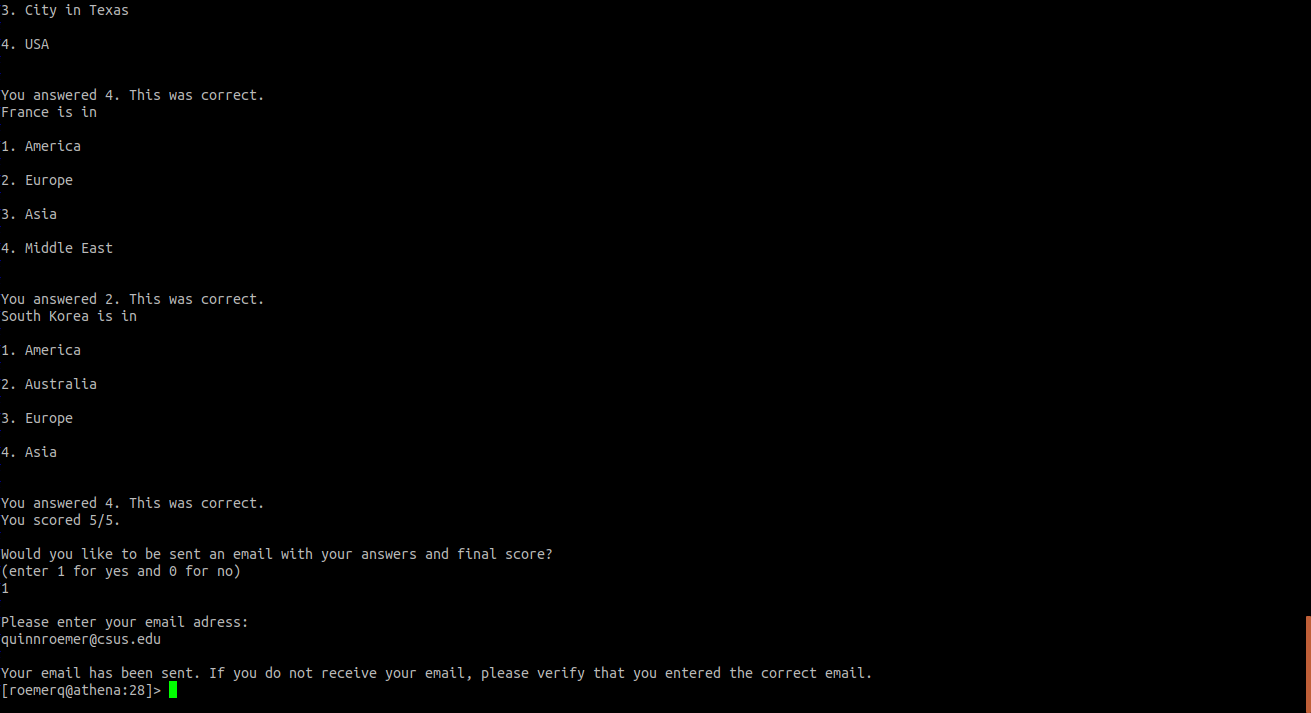 3. City in Texas
4. USA
You answered 4. This was correct.
France is in
1. America
2. Europe
3. Asia
4. Middle East
You answered 2. This was correct.
South Korea is in
1. America
2. Australia
3. Europe
4. Asia
You answered 4. This was correct.
You scored 5/5.
Would you like to be sent an email with your answers and final score?
(enter 1 for yes and 0 for no)
1
Please enter your email adress:
quinnroemer@csus.edu
Your email has been sent. If you do not receive your email, please verify that you entered the correct email.
[roemerq@athena:28]>